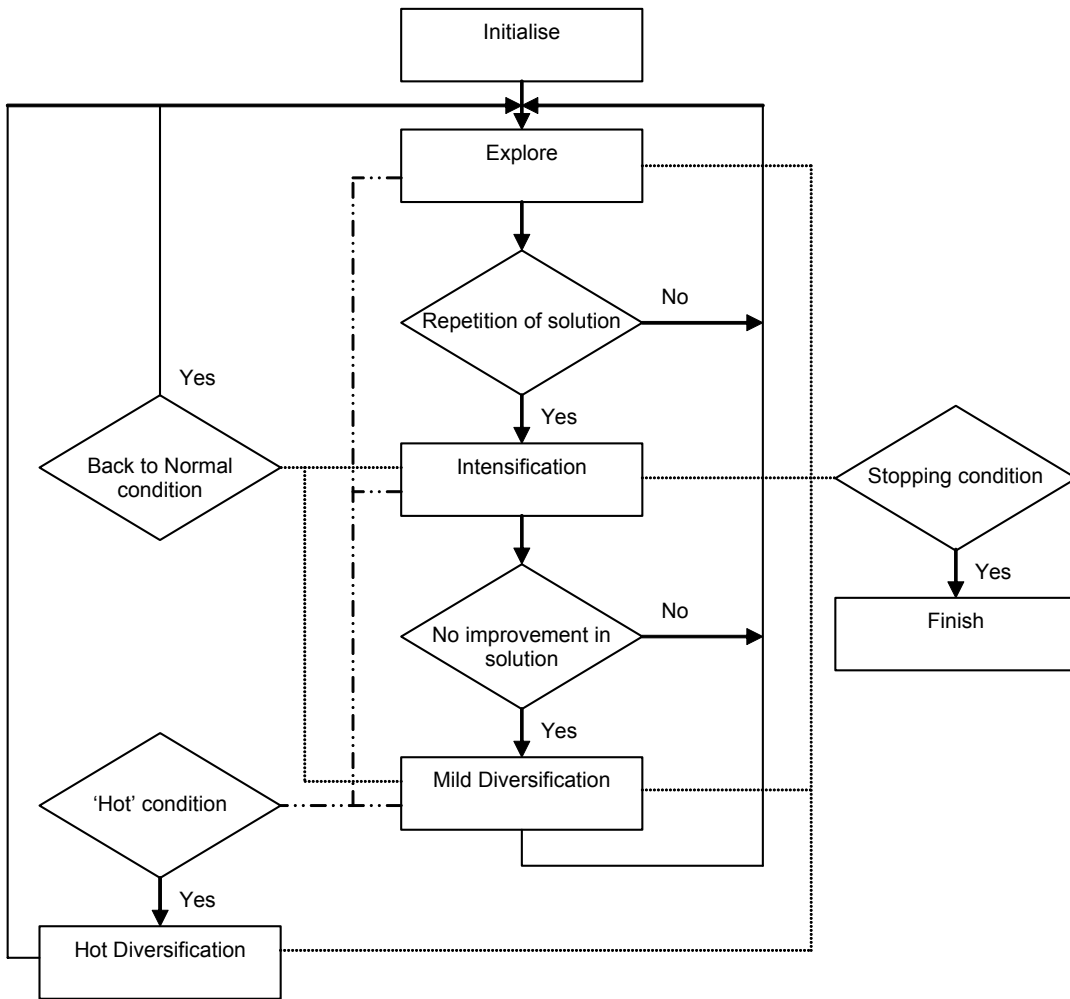 Initialise
Explore
No
Repetition of solution
Yes
Yes
Back to Normal
condition
Intensification
Stopping condition
Yes
No
Finish
No improvement in
solution
Yes
Mild Diversification
‘Hot’ condition
Yes
Hot Diversification